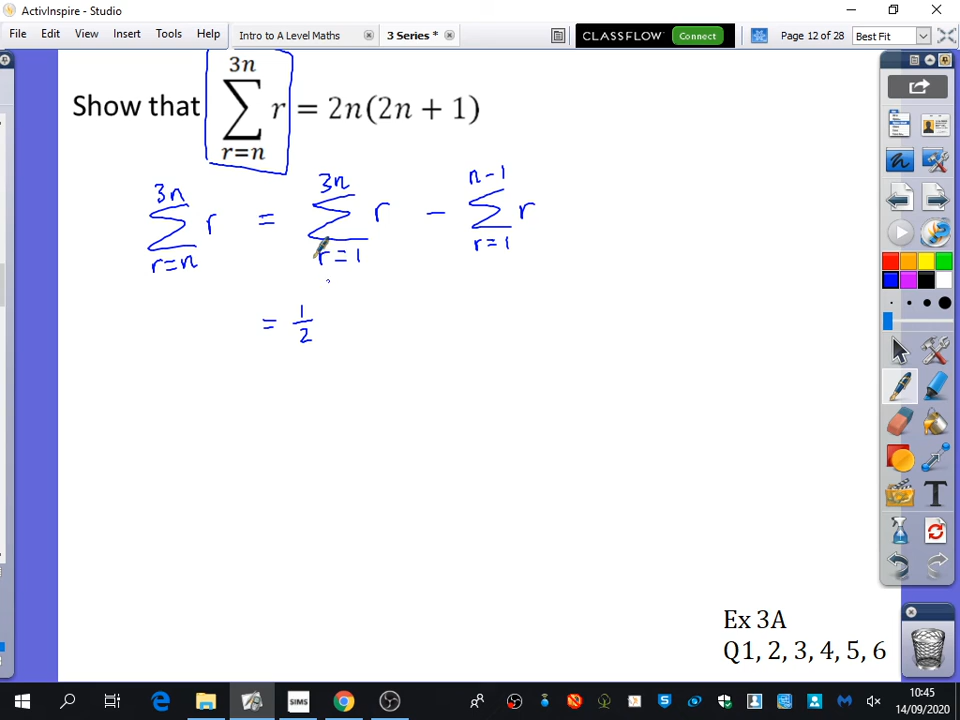 ActivInspire - Studio
File Edit View Insert Tools Help Intro to A Level Maths 3 Series * CLASSFLOW Connect Page 12 of 28 Best Fit
3n
Show that ∑ r = 2n(2n + 1)
r=n
3n 3n n-1
∑ r = ∑ r - ∑ r
r=n r=1 r=1
= 1/2
T
Ex 3A
Q1, 2, 3, 4, 5, 6
SIMS
10:45
14/09/2020